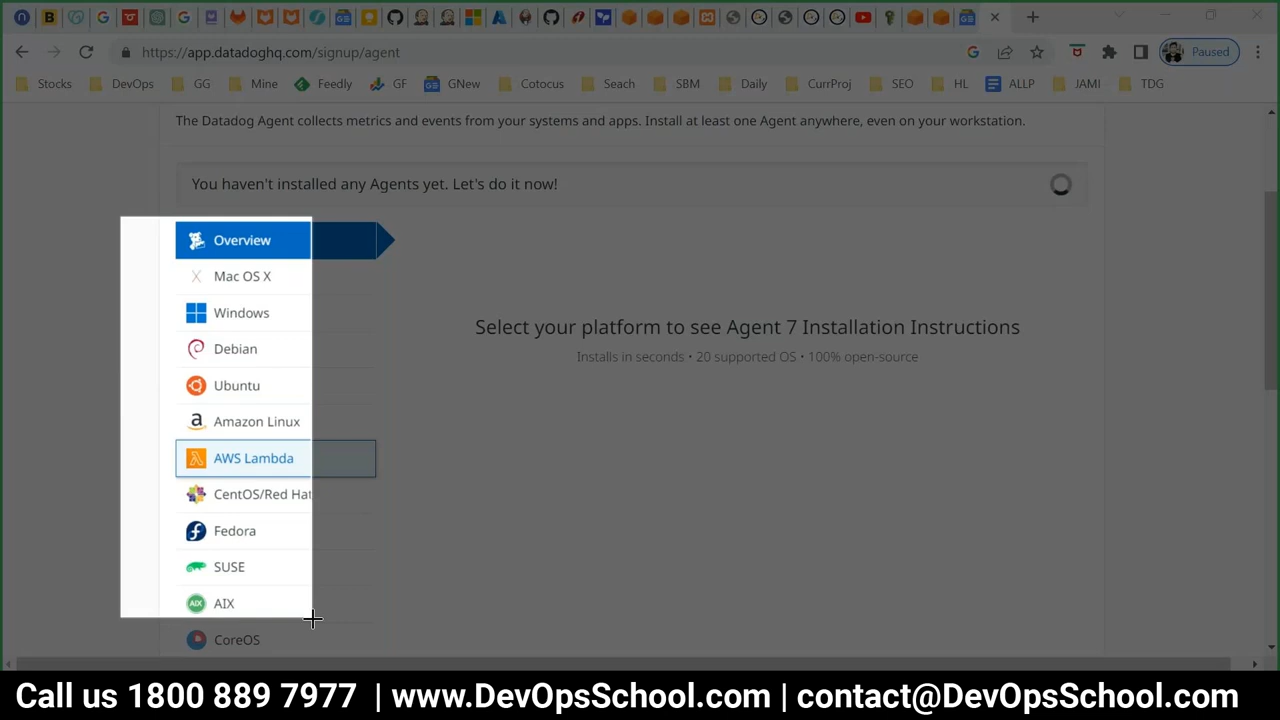 https://app.datadoghq.com/signup/agent
Paused
Stocks DevOps GG Mine Feedly GF GNew Cotocus Seach SBM Daily CurrProj SEO HL ALLP JAMI TDG
The Datadog Agent collects metrics and events from your systems and apps. Install at least one Agent anywhere, even on your workstation.
You haven't installed any Agents yet. Let's do it now!
Overview
Mac OS X
Windows
Debian
Ubuntu
Amazon Linux
AWS Lambda
CentOS/Red Hat
Fedora
SUSE
AIX
CoreOS
Select your platform to see Agent 7 Installation Instructions
Installs in seconds • 20 supported OS • 100% open-source
Call us 1800 889 7977 | www.DevOpsSchool.com | contact@DevOpsSchool.com